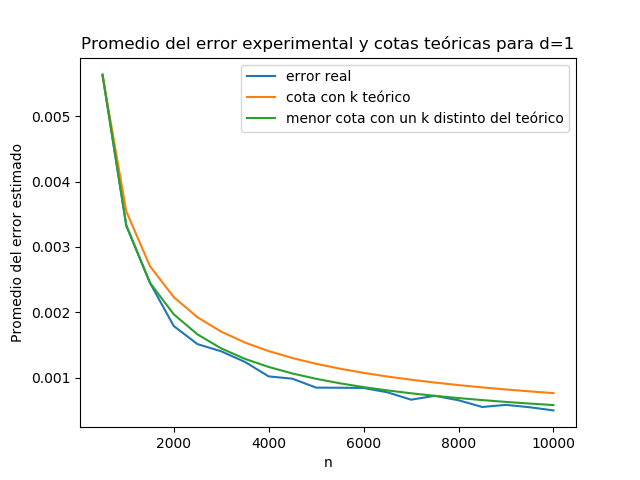 Promedio del error experimental y cotas teóricas para d=1
error real
cota con k teórico
menor cota con un k distinto del teórico
Promedio del error estimado
0.005
0.004
0.003
0.002
0.001
2000
4000
6000
8000
10000
n